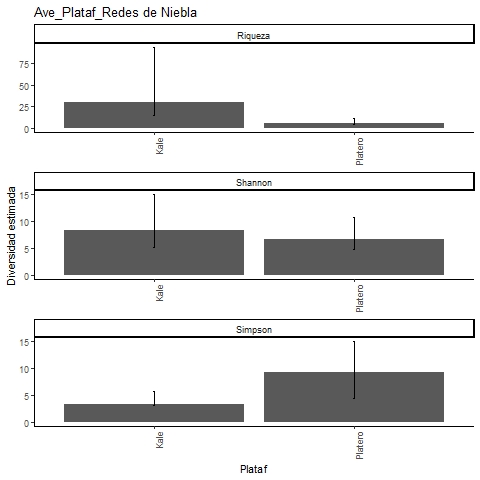 Ave_Plataf_Redes de Niebla
Riqueza
75
50
25
0
Kale
Platero
Shannon
15
10
5
0
Kale
Platero
Simpson
15
10
5
0
Kale
Platero
Diversidad estimada
Plataf